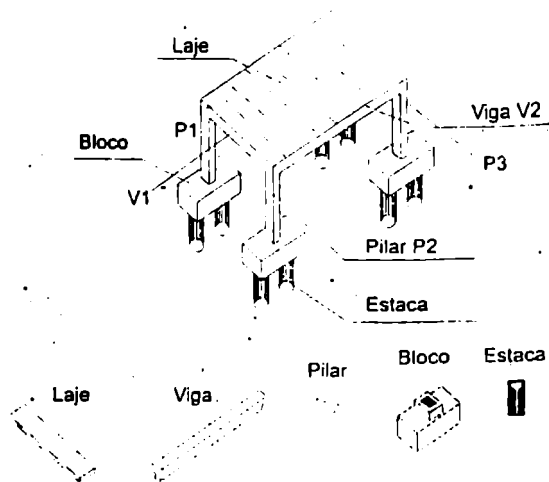 Laje
P1
Viga V2
Bloco
P3
V1
Pilar P2
Estaca
Laje
Viga
Pilar
Bloco
Estaca